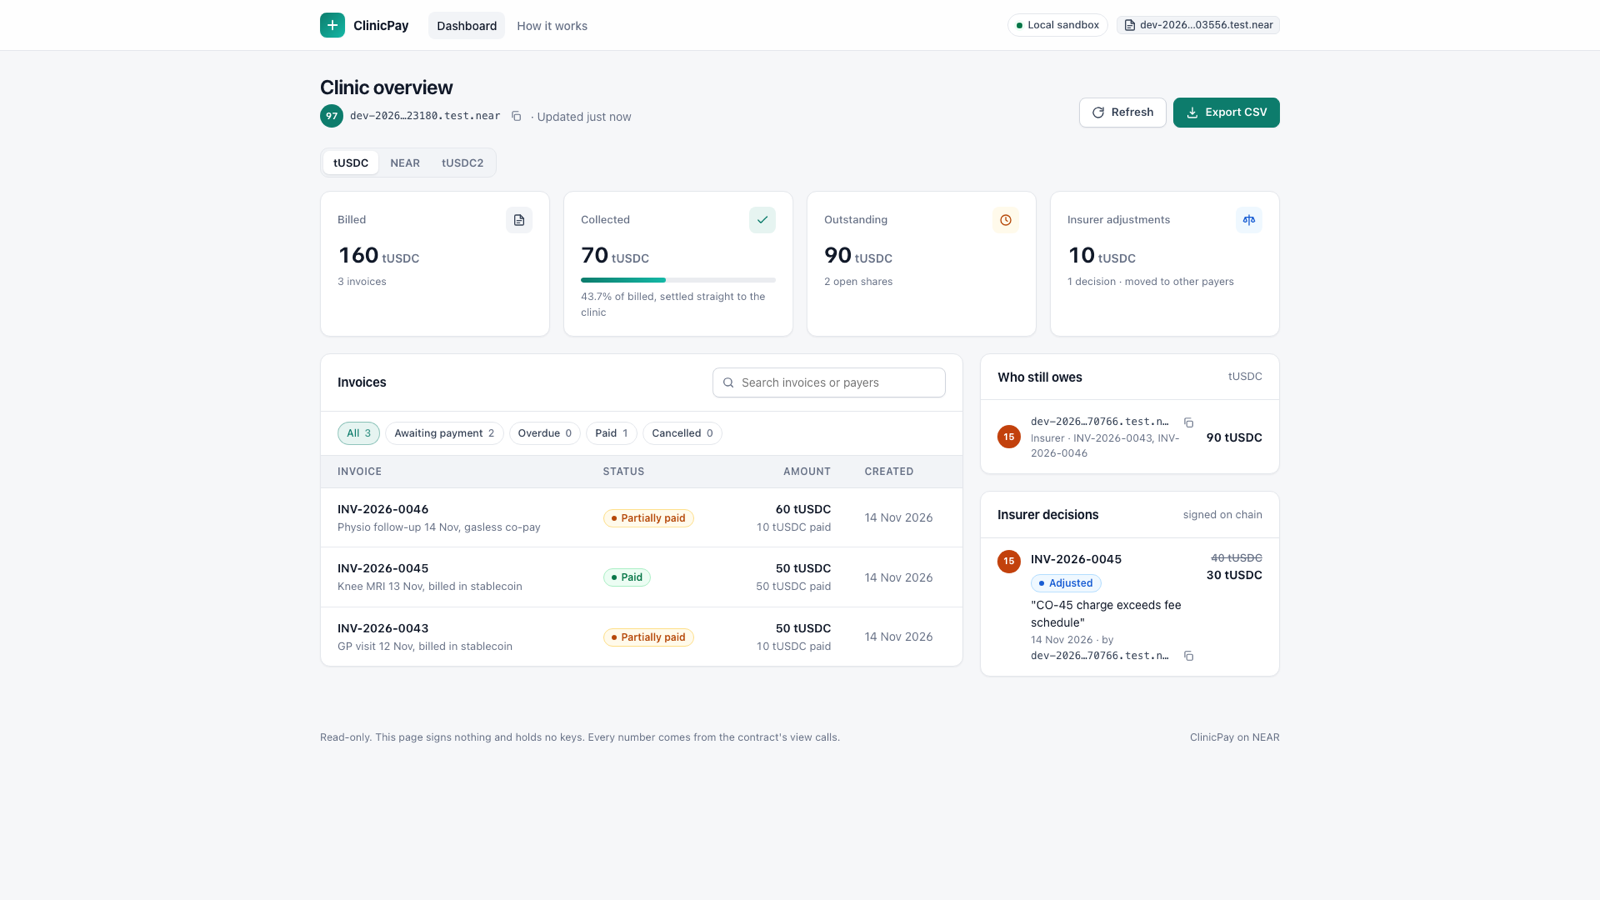 ClinicPay
Dashboard
How it works
Local sandbox
dev-2026…03556.test.near
Clinic overview
97
dev-2026…23180.test.near
· Updated just now
Refresh
Export CSV
tUSDC
NEAR
tUSDC2
Billed
160 tUSDC
3 invoices
Collected
70 tUSDC
43.7% of billed, settled straight to the
clinic
Outstanding
90 tUSDC
2 open shares
Insurer adjustments
10 tUSDC
1 decision · moved to other payers
Invoices
Search invoices or payers
All 3
Awaiting payment 2
Overdue 0
Paid 1
Cancelled 0
INVOICE STATUS AMOUNT CREATED
INV-2026-0046
Physio follow-up 14 Nov, gasless co-pay
Partially paid
60 tUSDC
10 tUSDC paid
14 Nov 2026
INV-2026-0045
Knee MRI 13 Nov, billed in stablecoin
Paid
50 tUSDC
50 tUSDC paid
14 Nov 2026
INV-2026-0043
GP visit 12 Nov, billed in stablecoin
Partially paid
50 tUSDC
10 tUSDC paid
14 Nov 2026
Who still owes
tUSDC
15
dev-2026…70766.test.n…
Insurer · INV-2026-0043, INV-
2026-0046
90 tUSDC
Insurer decisions
signed on chain
15
INV-2026-0045
40 tUSDC
30 tUSDC
Adjusted
"CO-45 charge exceeds fee
schedule"
14 Nov 2026 · by
dev-2026…70766.test.n…
Read-only. This page signs nothing and holds no keys. Every number comes from the contract's view calls.
ClinicPay on NEAR